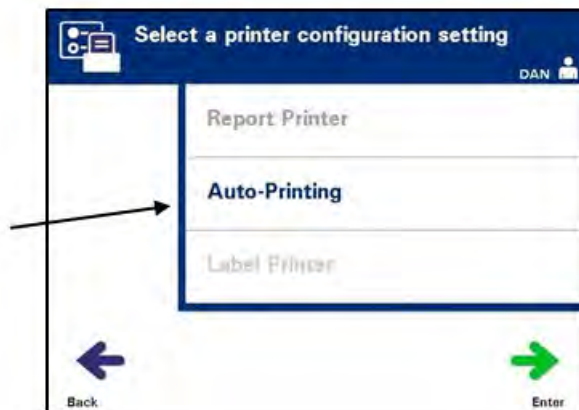 Select a printer configuration setting
DAN
Report Printer
Auto-Printing
Label Printer
Back
Enter